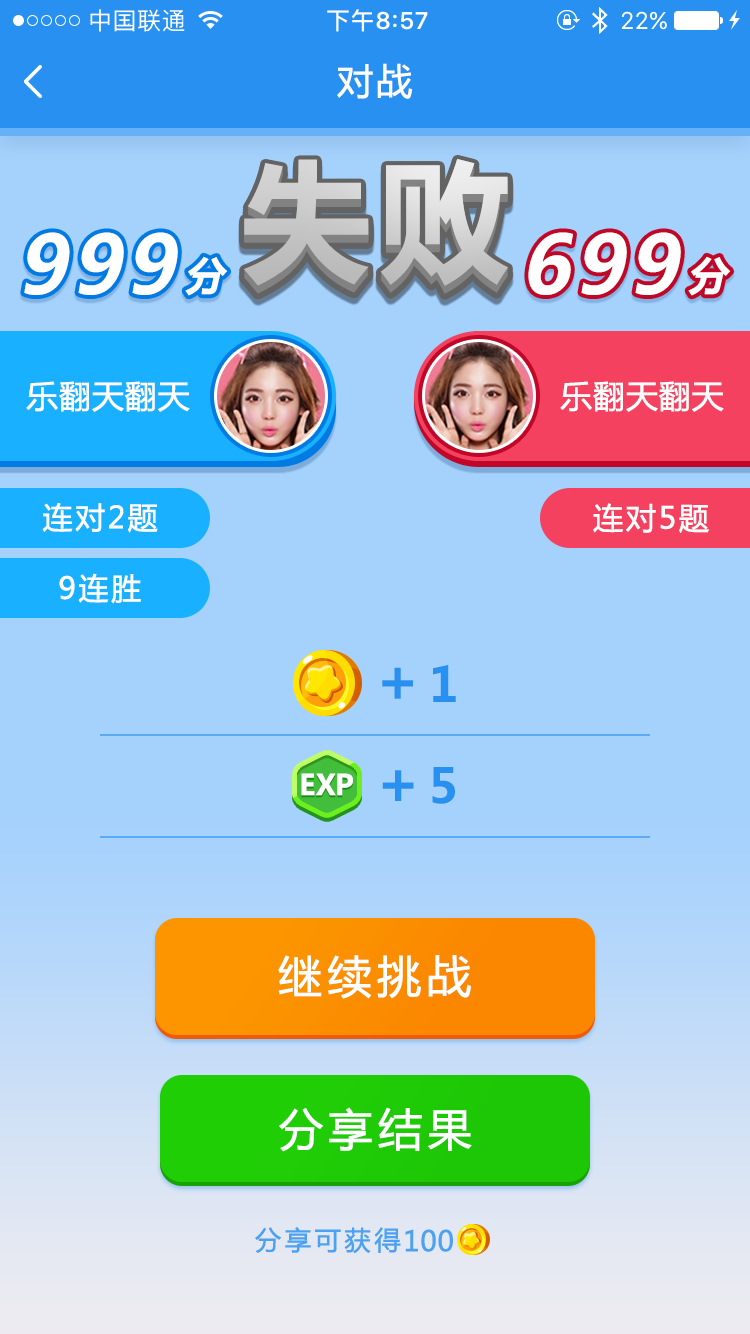 中国联通 下午8:57 22%
对战
失败
999分 699分
乐翻天翻天 乐翻天翻天
连对2题 连对5题
9连胜
+ 1
EXP + 5
继续挑战
分享结果
分享可获得100